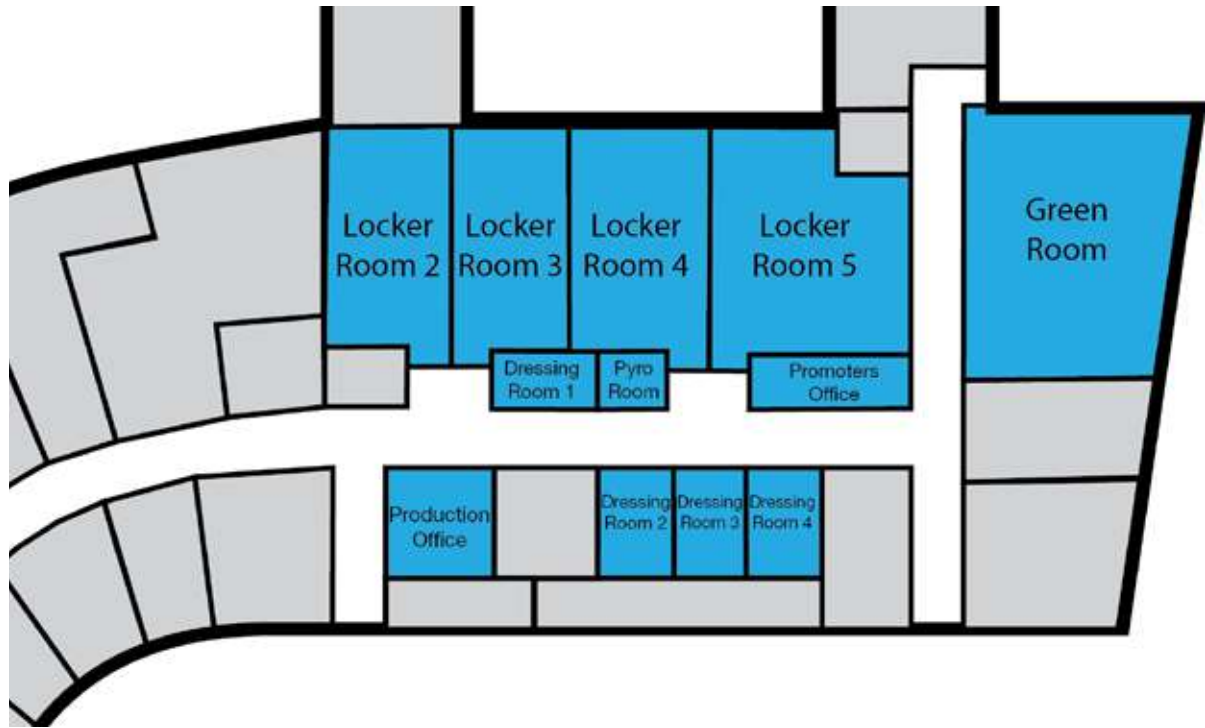 Locker
Room 2
Locker
Room 3
Locker
Room 4
Locker
Room 5
Green
Room
Dressing
Room 1
Pyro
Room
Promoters
Office
Production
Office
Dressing
Room 2
Dressing
Room 3
Dressing
Room 4